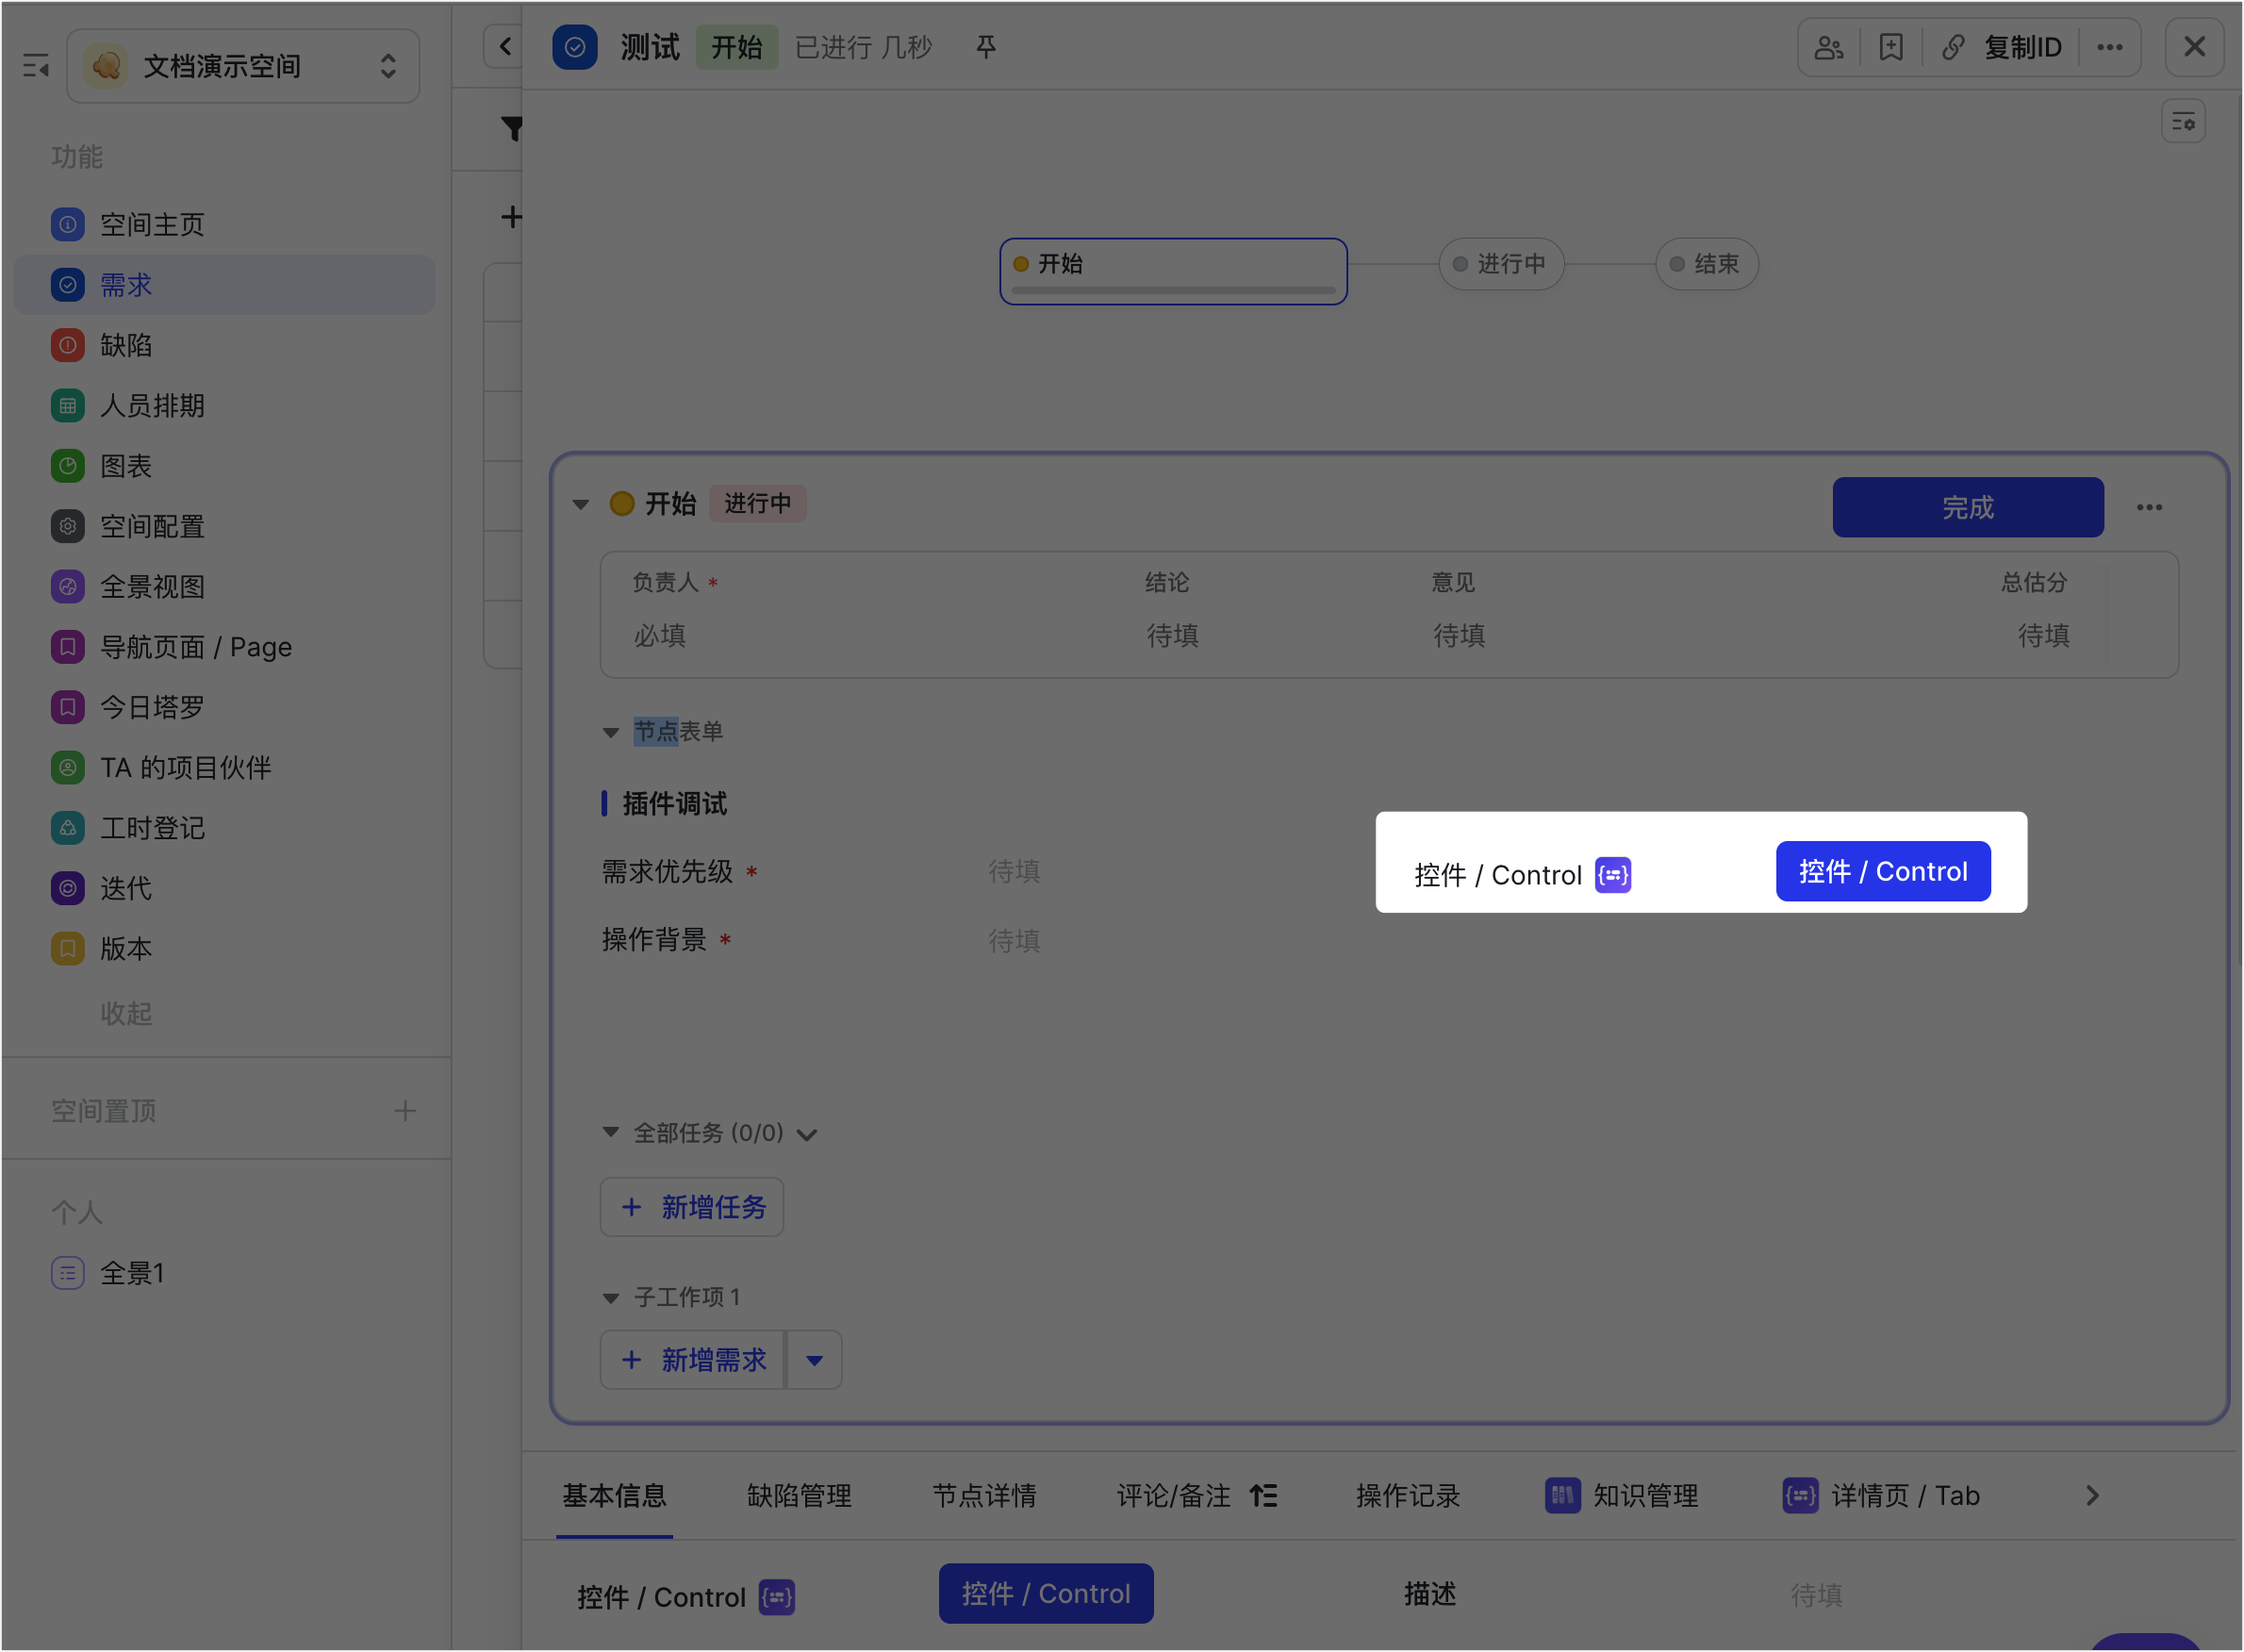 文档演示空间
功能
空间主页
需求
缺陷
人员排期
图表
空间配置
全景视图
导航页面 / Page
今日塔罗
TA 的项目伙伴
工时登记
迭代
版本
收起
空间置顶
个人
全景1
测试 开始 已进行 几秒
复制ID
开始 进行中 结束
开始 进行中 完成
负责人 * 结论 意见 总估分
必填 待填 待填 待填
节点表单
插件调试
需求优先级 * 待填 控件 / Control 控件 / Control
操作背景 * 待填
全部任务 (0/0)
+ 新增任务
子工作项 1
+ 新增需求
基本信息 缺陷管理 节点详情 评论/备注 操作记录 知识管理 详情页 / Tab
控件 / Control 控件 / Control 描述 待填